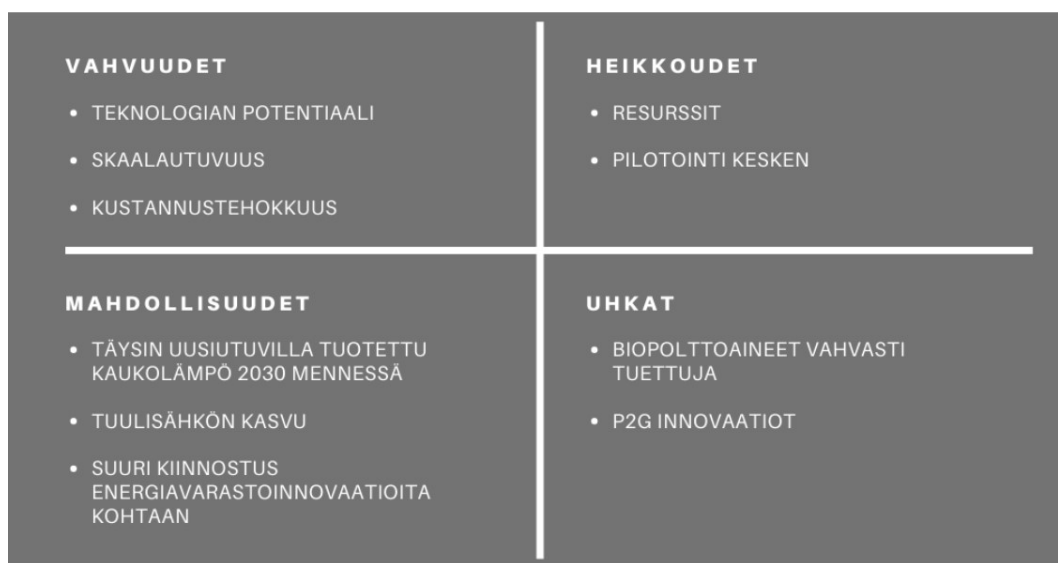 VAHVUUDET
• TEKNOLOGIAN POTENTIAALI
• SKAALAUTUVUUS
• KUSTANNUSTEHOKKUUS
HEIKKOUDET
• RESURSSIT
• PILOTOINTI KESKEN
MAHDOLLISUUDET
• TÄYSIN UUSIUTUVILLA TUOTETTU
KAUKOLÄMPÖ 2030 MENNESSÄ
• TUULISÄHKÖN KASVU
• SUURI KIINNOSTUS
ENERGIAVARASTOINNOVAATIOITA
KOHTAAN
UHKAT
• BIOPOLTTOAINEET VAHVASTI
TUETTUJA
• P2G INNOVAATIOT